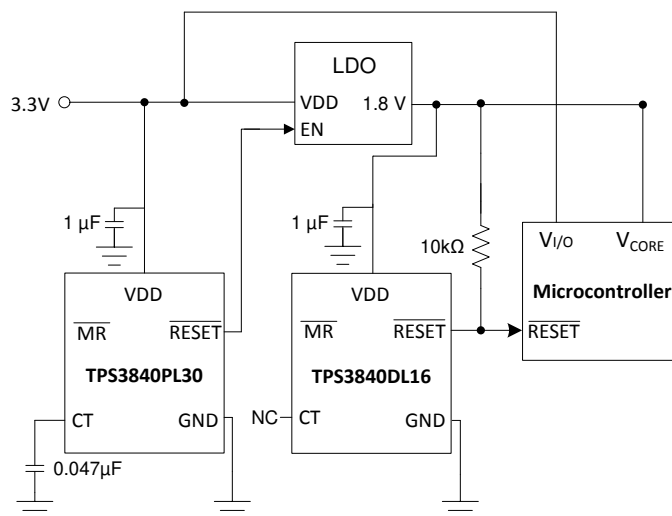 LDO
3.3V
VDD
1.8 V
EN
1 µF
1 µF
10kΩ
VI/O
VCORE
Microcontroller
RESET
VDD
MR
RESET
TPS3840PL30
CT
GND
0.047µF
VDD
MR
RESET
TPS3840DL16
NC
CT
GND